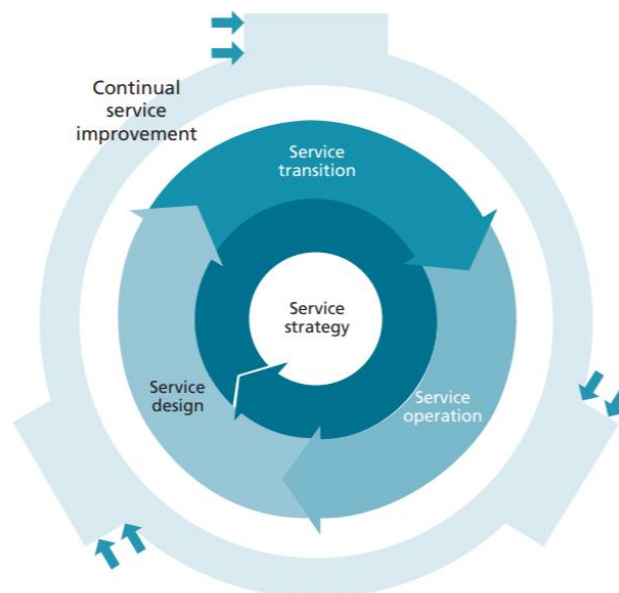 Continual
service
improvement
Service
transition
Service
strategy
Service
design
Service
operation